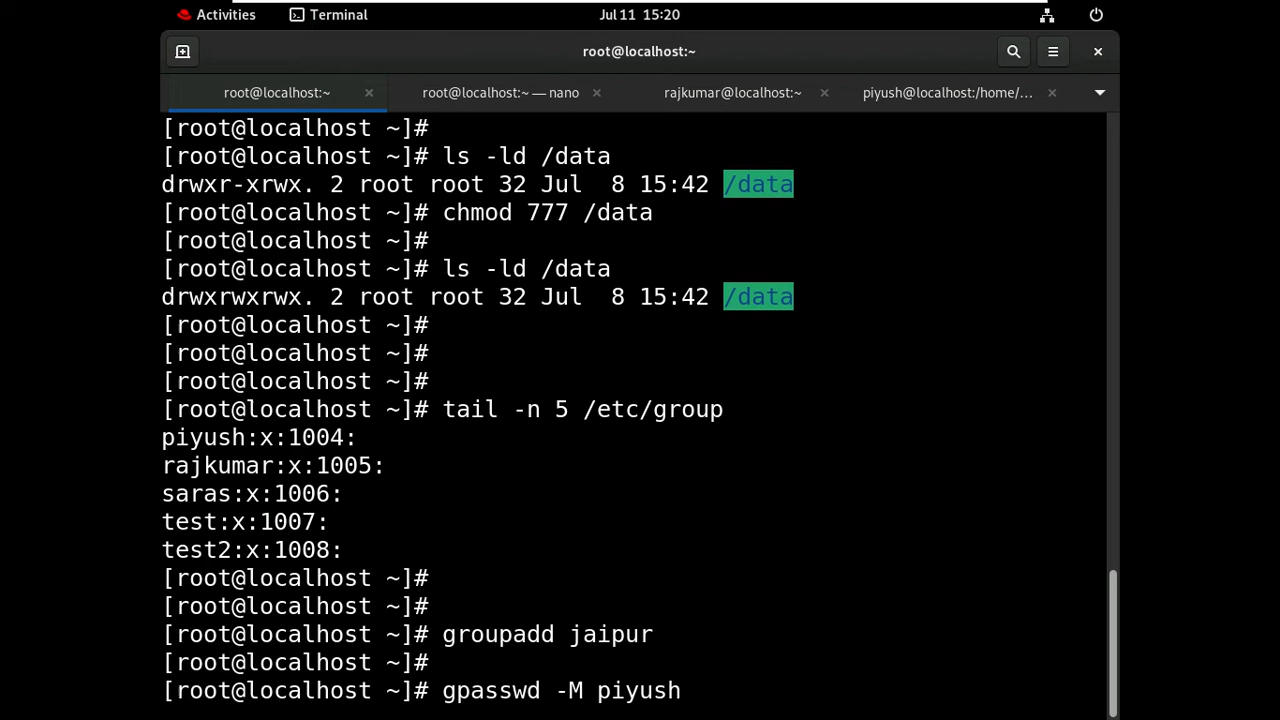 Activities Terminal Jul 11 15:20
root@localhost:~
root@localhost:~ root@localhost:~ — nano rajkumar@localhost:~ piyush@localhost:/home/…
[root@localhost ~]#
[root@localhost ~]# ls -ld /data
drwxr-xrwx. 2 root root 32 Jul  8 15:42 /data
[root@localhost ~]# chmod 777 /data
[root@localhost ~]#
[root@localhost ~]# ls -ld /data
drwxrwxrwx. 2 root root 32 Jul  8 15:42 /data
[root@localhost ~]#
[root@localhost ~]#
[root@localhost ~]#
[root@localhost ~]# tail -n 5 /etc/group
piyush:x:1004:
rajkumar:x:1005:
saras:x:1006:
test:x:1007:
test2:x:1008:
[root@localhost ~]#
[root@localhost ~]#
[root@localhost ~]# groupadd jaipur
[root@localhost ~]#
[root@localhost ~]# gpasswd -M piyush